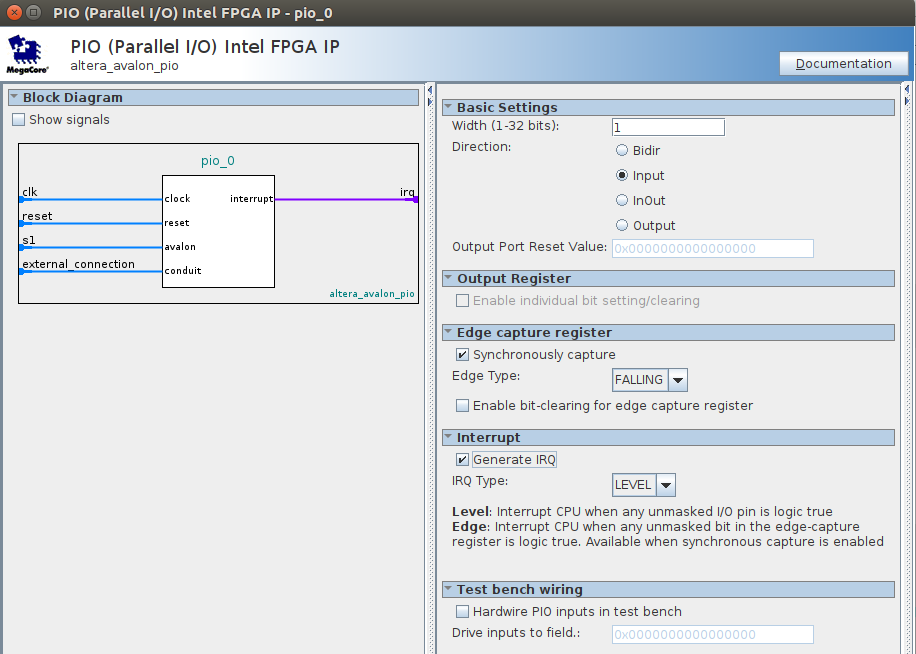 PIO (Parallel I/O) Intel FPGA IP - pio_0
PIO (Parallel I/O) Intel FPGA IP
altera_avalon_pio
MegaCore®
Documentation
Block Diagram
Show signals
pio_0
clk
clock
interrupt
irq
reset
reset
s1
avalon
external_connection
conduit
altera_avalon_pio
Basic Settings
Width (1-32 bits):
1
Direction:
Bidir
Input
InOut
Output
Output Port Reset Value:
0x0000000000000000
Output Register
Enable individual bit setting/clearing
Edge capture register
Synchronously capture
Edge Type:
FALLING
Enable bit-clearing for edge capture register
Interrupt
Generate IRQ
IRQ Type:
LEVEL
Level: Interrupt CPU when any unmasked I/O pin is logic true
Edge: Interrupt CPU when any unmasked bit in the edge-capture
register is logic true. Available when synchronous capture is enabled
Test bench wiring
Hardwire PIO inputs in test bench
Drive inputs to field.:
0x0000000000000000